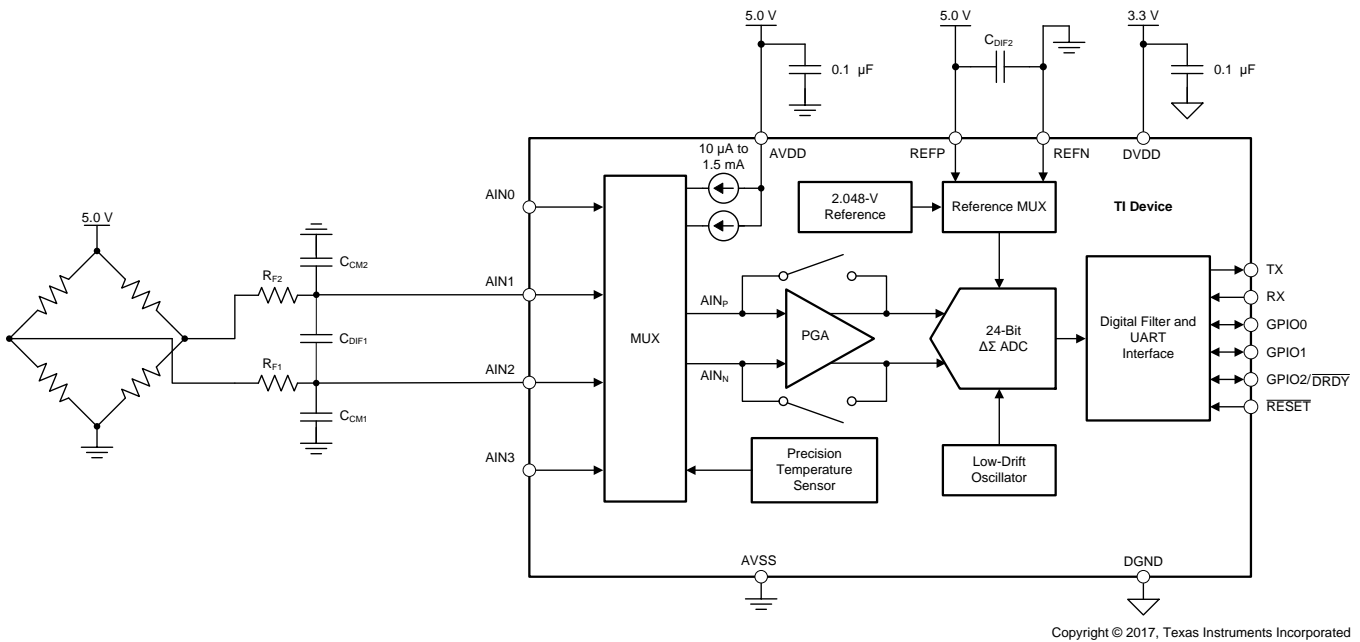 5.0 V
5.0 V
3.3 V
0.1 µF
CDIF2
0.1 µF
AVDD
REFP
REFN
DVDD
10 µA to
1.5 mA
AIN0
2.048-V
Reference
Reference MUX
TI Device
5.0 V
CCM2
RF2
AIN1
CDIF1
RF1
AIN2
CCM1
AIN3
MUX
AINP
AINN
PGA
24-Bit
ΔΣ ADC
Digital Filter and
UART
Interface
TX
RX
GPIO0
GPIO1
GPIO2/DRDY
RESET
Precision
Temperature
Sensor
Low-Drift
Oscillator
AVSS
DGND
Copyright © 2017, Texas Instruments Incorporated